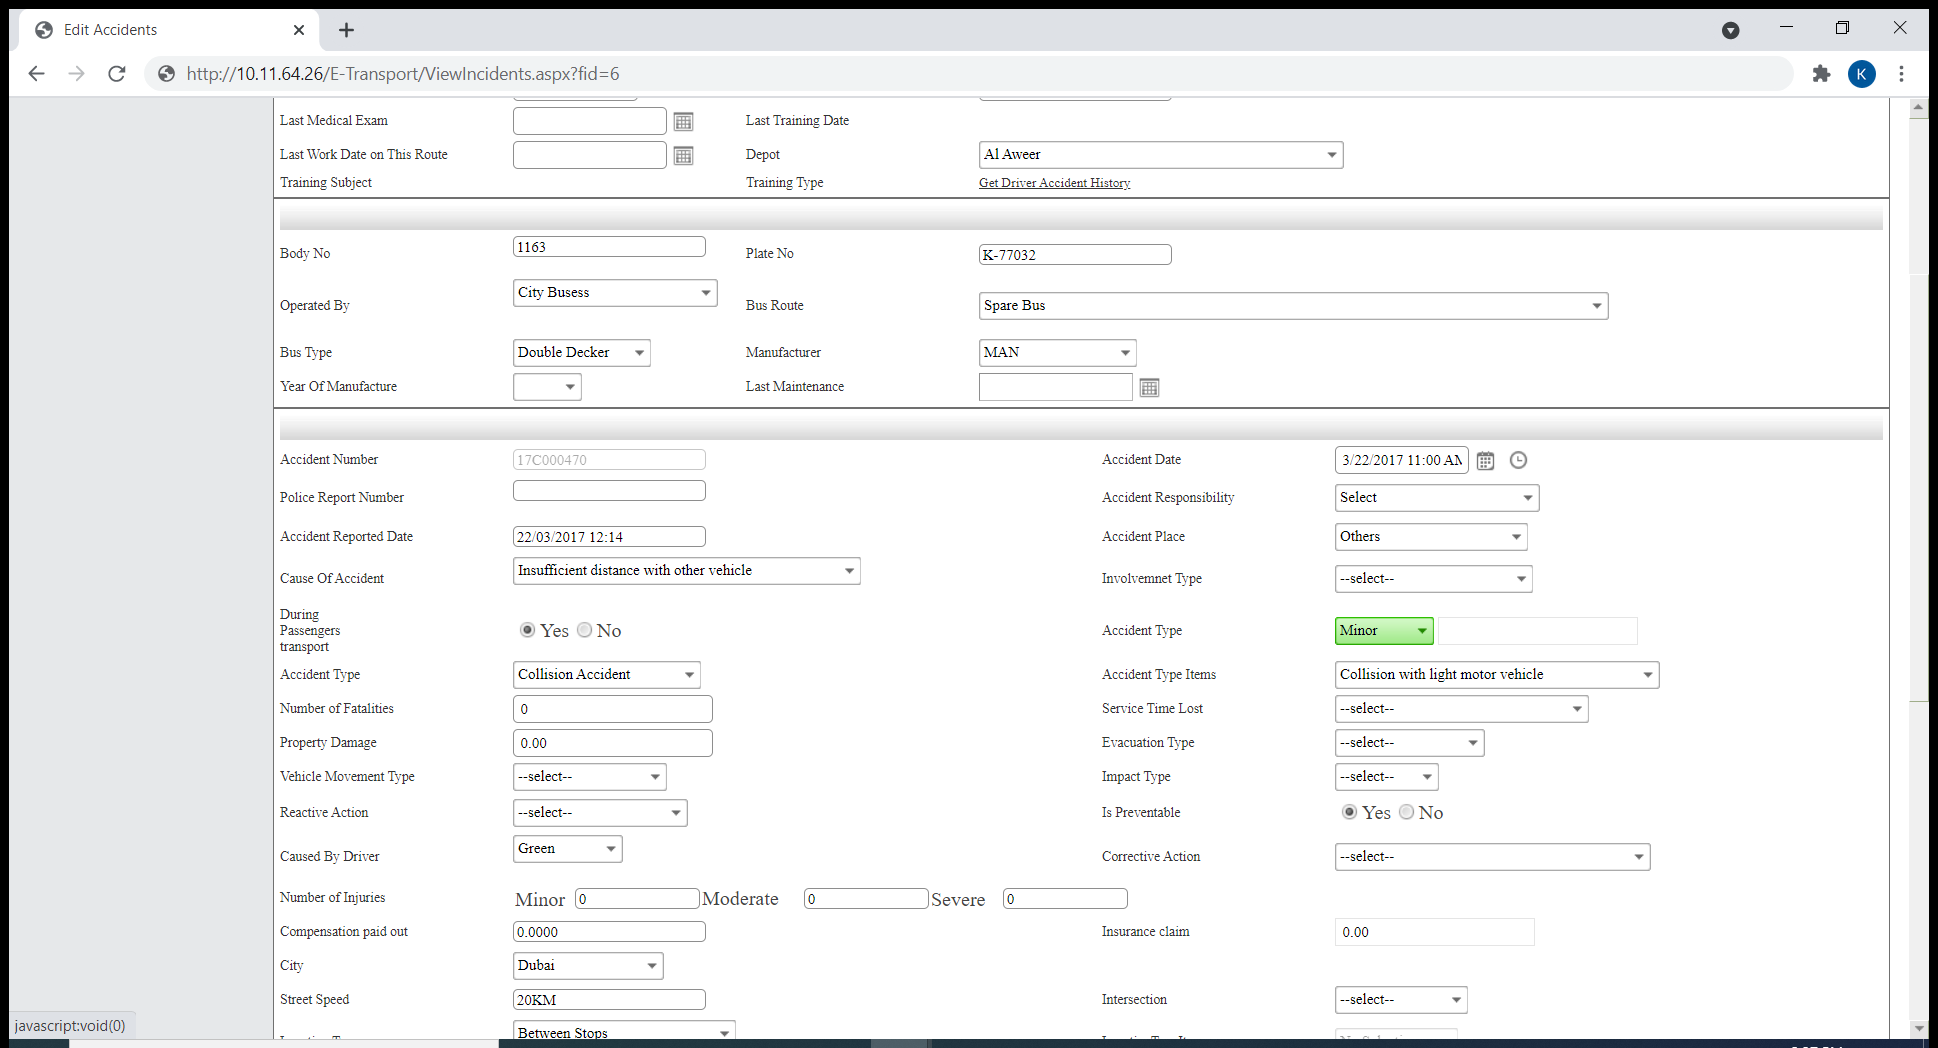 Edit Accidents
http://10.11.64.26/E-Transport/ViewIncidents.aspx?fid=6
K
Last Medical Exam Last Training Date
Last Work Date on This Route Depot Al Aweer
Training Subject Training Type Get Driver Accident History
Body No 1163 Plate No K-77032
Operated By City Busess Bus Route Spare Bus
Bus Type Double Decker Manufacturer MAN
Year Of Manufacture Last Maintenance
Accident Number 17C000470 Accident Date 3/22/2017 11:00 AM
Police Report Number Accident Responsibility Select
Accident Reported Date 22/03/2017 12:14 Accident Place Others
Cause Of Accident Insufficient distance with other vehicle Involvemnet Type --select--
During
Passengers
transport
Yes No Accident Type Minor
Accident Type Collision Accident Accident Type Items Collision with light motor vehicle
Number of Fatalities 0 Service Time Lost --select--
Property Damage 0.00 Evacuation Type --select--
Vehicle Movement Type --select-- Impact Type --select--
Reactive Action --select-- Is Preventable Yes No
Caused By Driver Green Corrective Action --select--
Number of Injuries Minor 0 Moderate 0 Severe 0
Compensation paid out 0.0000 Insurance claim 0.00
City Dubai
Street Speed 20KM Intersection --select--
Between Stops
javascript:void(0)